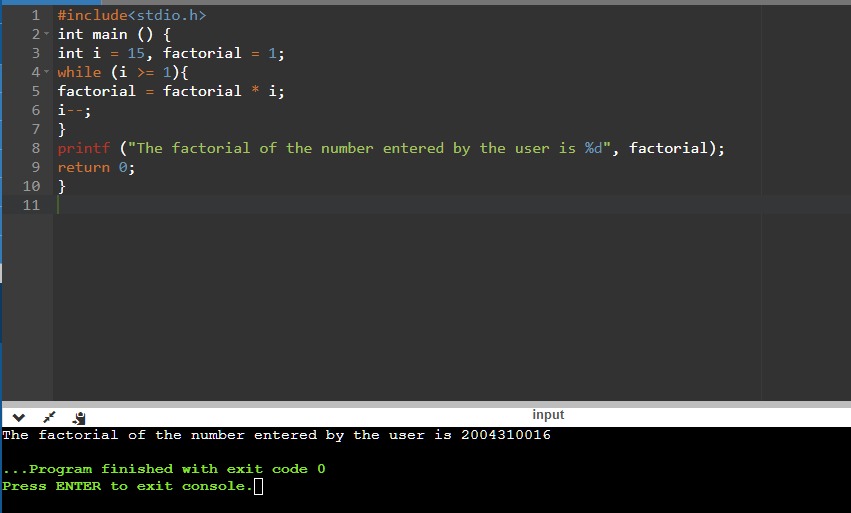 1 #include<stdio.h>
2 int main () {
3 int i = 15, factorial = 1;
4 while (i >= 1){
5 factorial = factorial * i;
6 i--;
7 }
8 printf ("The factorial of the number entered by the user is %d", factorial);
9 return 0;
10 }
11
input
The factorial of the number entered by the user is 2004310016
...Program finished with exit code 0
Press ENTER to exit console.